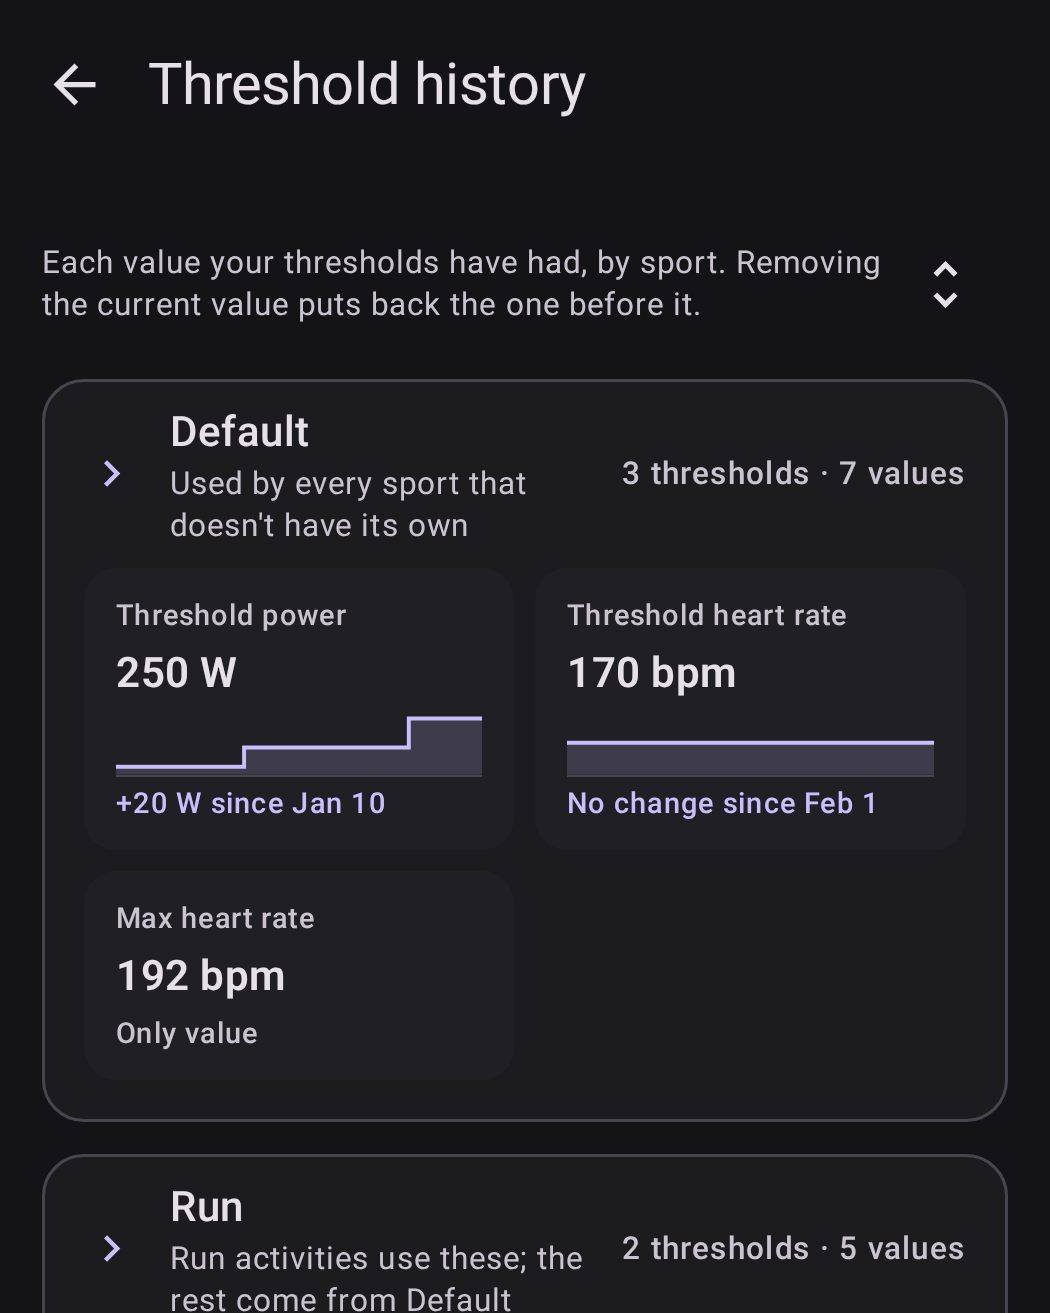 Threshold history
Each value your thresholds have had, by sport. Removing
the current value puts back the one before it.
Default
Used by every sport that
doesn't have its own
3 thresholds · 7 values
Threshold power
250 W
+20 W since Jan 10
Threshold heart rate
170 bpm
No change since Feb 1
Max heart rate
192 bpm
Only value
Run
Run activities use these; the
rest come from Default
2 thresholds · 5 values